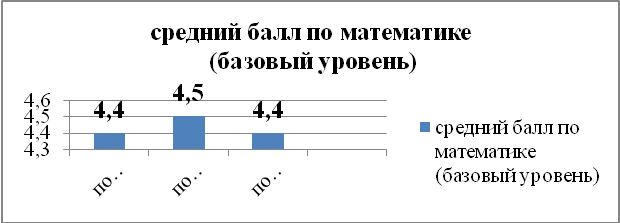 средний балл по математике
(базовый уровень)
4,6
4,5
4,4
4,3
4,4
4,5
4,4
по..
по..
по..
средний балл по
математике
(базовый уровень)